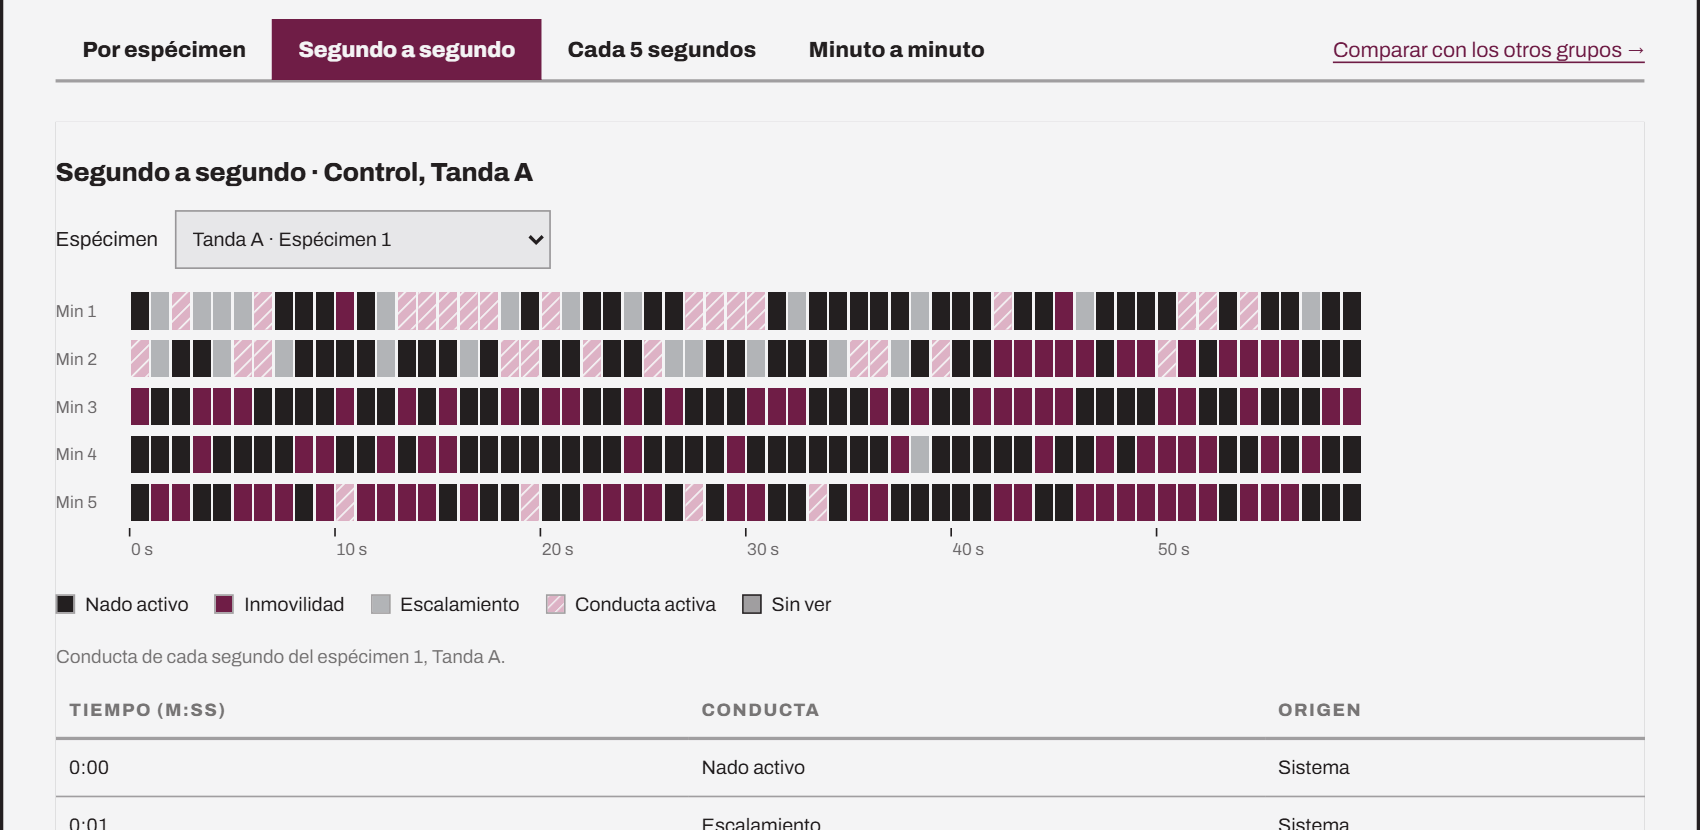 Por espécimen Segundo a segundo Cada 5 segundos Minuto a minuto Comparar con los otros grupos →
Segundo a segundo · Control, Tanda A
Espécimen Tanda A · Espécimen 1
Min 1
Min 2
Min 3
Min 4
Min 5
0 s 10 s 20 s 30 s 40 s 50 s
Nado activo Inmovilidad Escalamiento Conducta activa Sin ver
Conducta de cada segundo del espécimen 1, Tanda A.
TIEMPO (M:SS) CONDUCTA ORIGEN
0:00 Nado activo Sistema
0:01 Escalamiento Sistema